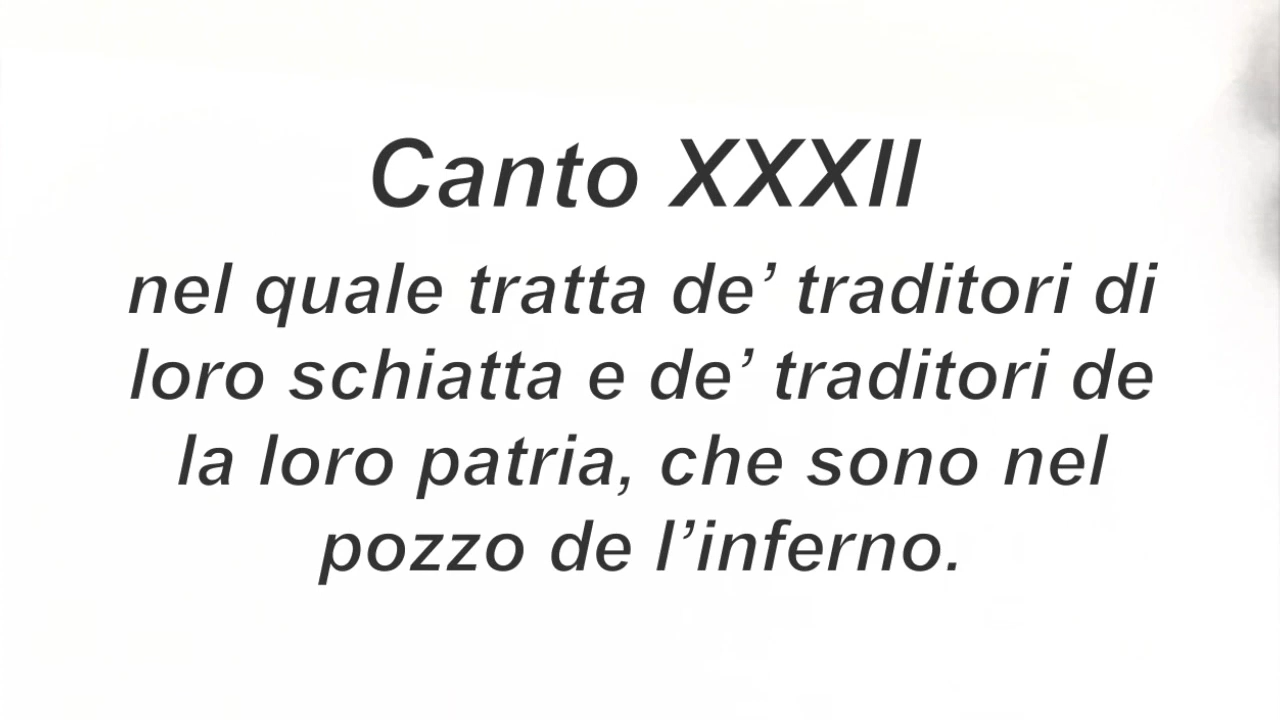 Canto XXXII
nel quale tratta de’ traditori di
loro schiatta e de’ traditori de
la loro patria, che sono nel
pozzo de l’inferno.